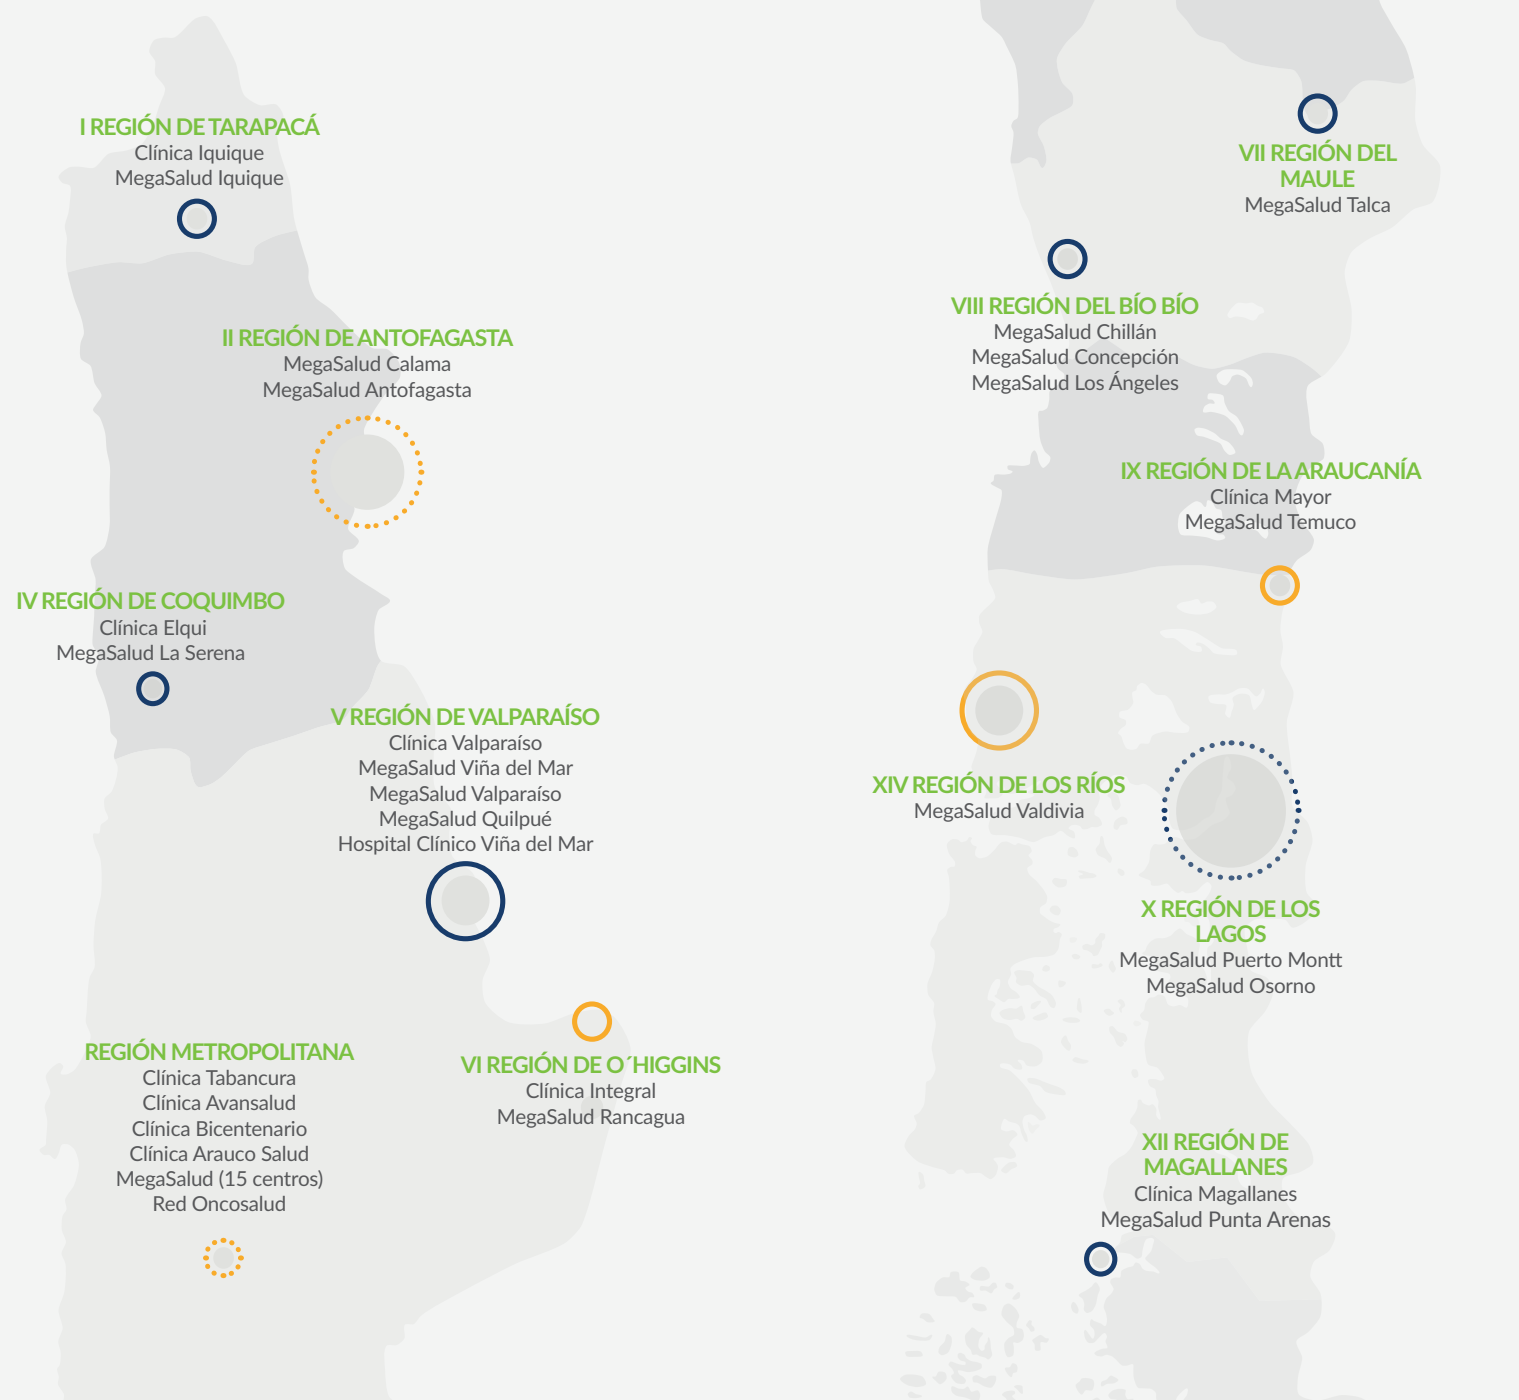 I REGIÓN DE TARAPACÁ
Clínica Iquique
MegaSalud Iquique
II REGIÓN DE ANTOFAGASTA
MegaSalud Calama
MegaSalud Antofagasta
IV REGIÓN DE COQUIMBO
Clínica Elqui
MegaSalud La Serena
V REGIÓN DE VALPARAÍSO
Clínica Valparaíso
MegaSalud Viña del Mar
MegaSalud Valparaíso
MegaSalud Quilpué
Hospital Clínico Viña del Mar
REGIÓN METROPOLITANA
Clínica Tabancura
Clínica Avansalud
Clínica Bicentenario
Clínica Arauco Salud
MegaSalud (15 centros)
Red Oncosalud
VI REGIÓN DE O´HIGGINS
Clínica Integral
MegaSalud Rancagua
VII REGIÓN DEL
MAULE
MegaSalud Talca
VIII REGIÓN DEL BÍO BÍO
MegaSalud Chillán
MegaSalud Concepción
MegaSalud Los Ángeles
IX REGIÓN DE LA ARAUCANÍA
Clínica Mayor
MegaSalud Temuco
XIV REGIÓN DE LOS RÍOS
MegaSalud Valdivia
X REGIÓN DE LOS
LAGOS
MegaSalud Puerto Montt
MegaSalud Osorno
XII REGIÓN DE
MAGALLANES
Clínica Magallanes
MegaSalud Punta Arenas